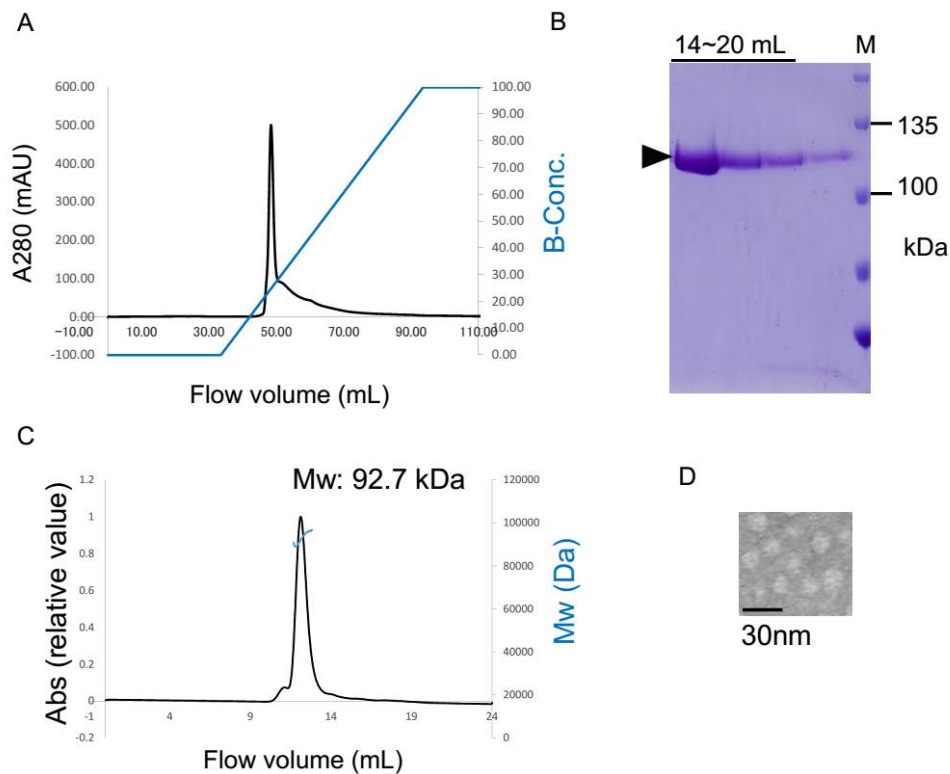 A
600.00
500.00
400.00
300.00
200.00
100.00
0.00
-100.00
A280 (mAU)
−10.00 10.00 30.00 50.00 70.00 90.00 110.00
100.00
90.00
80.00
70.00
60.00
50.00
40.00
30.00
20.00
10.00
0.00
B-Conc.
Flow volume (mL)
B
14~20 mL M
135
100
kDa
C
Mw: 92.7 kDa
1.2
1
0.8
0.6
0.4
0.2
0
-0.2
Abs (relative value)
-1 4 9 14 19 24
120000
100000
80000
60000
40000
20000
0
Mw (Da)
Flow volume (mL)
D
30nm